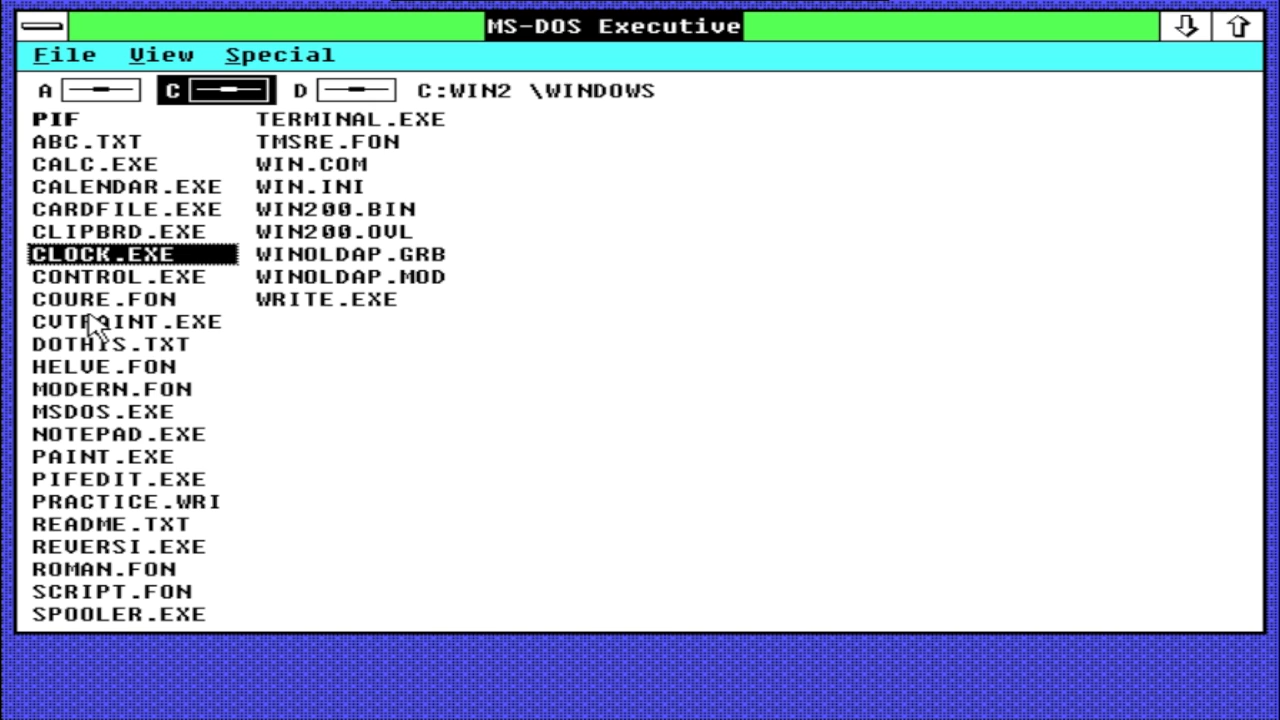 MS-DOS Executive
File View Special
A C D C:WIN2 \WINDOWS
PIF
ABC.TXT
CALC.EXE
CALENDAR.EXE
CARDFILE.EXE
CLIPBRD.EXE
CLOCK.EXE
CONTROL.EXE
COURE.FON
CVTPAINT.EXE
DOTHIS.TXT
HELVE.FON
MODERN.FON
MSDOS.EXE
NOTEPAD.EXE
PAINT.EXE
PIFEDIT.EXE
PRACTICE.WRI
README.TXT
REVERSI.EXE
ROMAN.FON
SCRIPT.FON
SPOOLER.EXE
TERMINAL.EXE
TMSRE.FON
WIN.COM
WIN.INI
WIN200.BIN
WIN200.OVL
WINOLDAP.GRB
WINOLDAP.MOD
WRITE.EXE